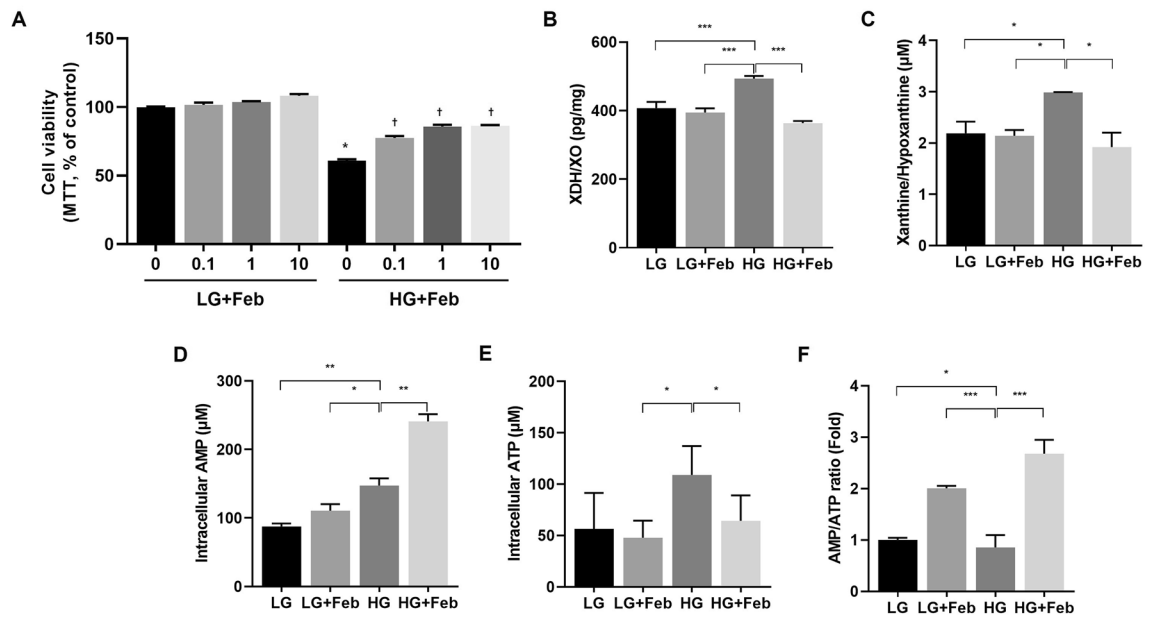 A
Cell viability
(MTT, % of control)
150
100
50
0
*
†
†
†
0 0.1 1 10 0 0.1 1 10
LG+Feb HG+Feb
B
XDH/XO (pg/mg)
600
400
200
0
***
*** ***
LG LG+Feb HG HG+Feb
C
Xanthine/Hypoxanthine (µM)
4
3
2
1
0
*
* *
LG LG+Feb HG HG+Feb
D
Intracellular AMP (µM)
300
200
100
0
**
* **
LG LG+Feb HG HG+Feb
E
Intracellular ATP (µM)
200
150
100
50
0
* *
LG LG+Feb HG HG+Feb
F
AMP/ATP ratio (Fold)
4
3
2
1
0
*
*** ***
LG LG+Feb HG HG+Feb